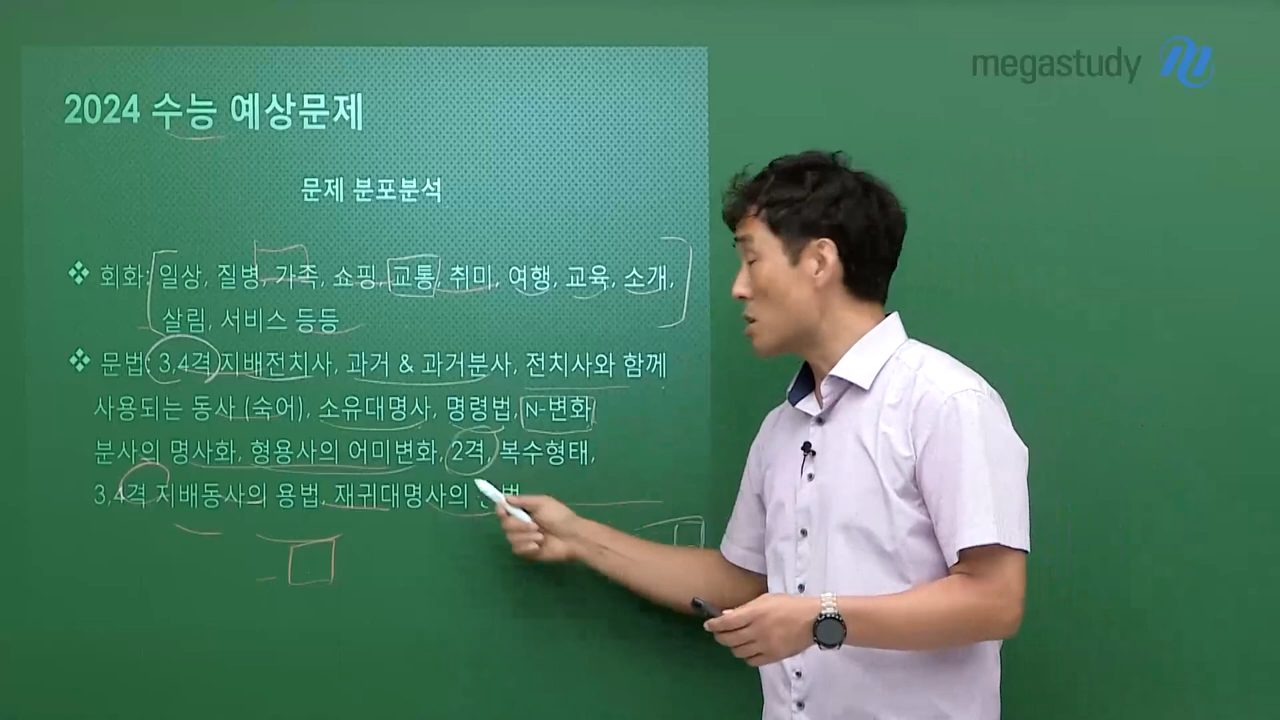 megastudy
2024 수능 예상문제
문제 분포분석
❖ 회화: 일상, 질병, 가족, 쇼핑, 교통, 취미, 여행, 교육, 소개,
살림, 서비스 등등
❖ 문법: 3,4격 지배전치사, 과거 & 과거분사, 전치사와 함께
사용되는 동사 (숙어), 소유대명사, 명령법, N-변화
분사의 명사화, 형용사의 어미변화, 2격, 복수형태,
3,4격 지배동사의 용법, 재귀대명사의